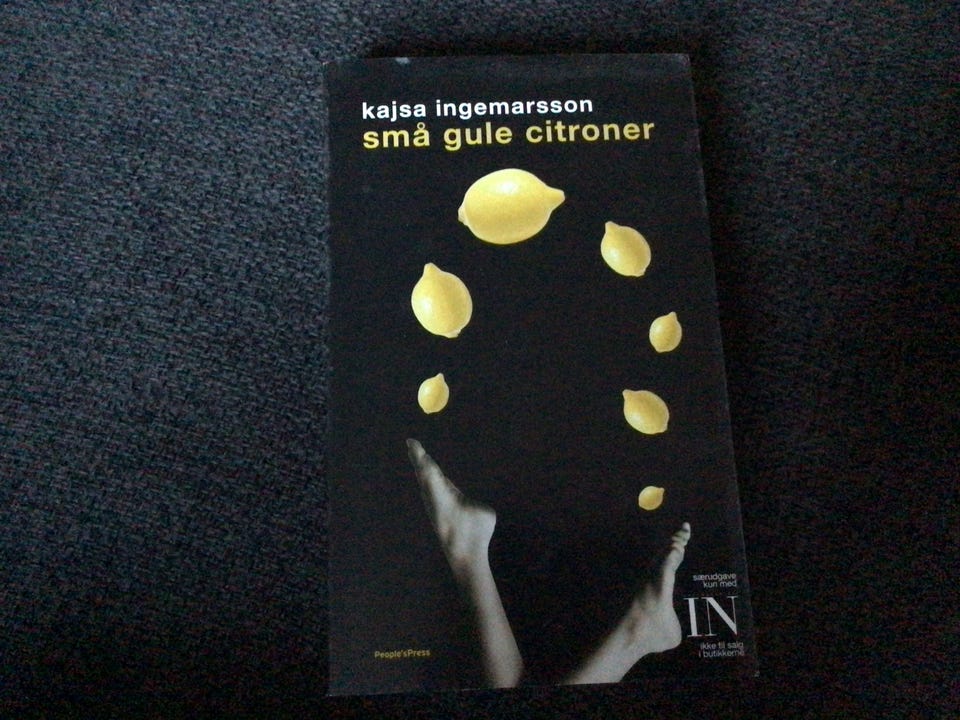 kajsa ingemarsson
små gule citroner
særudgave
kun med
IN
ikke til salg
i butikkerne
People'sPress